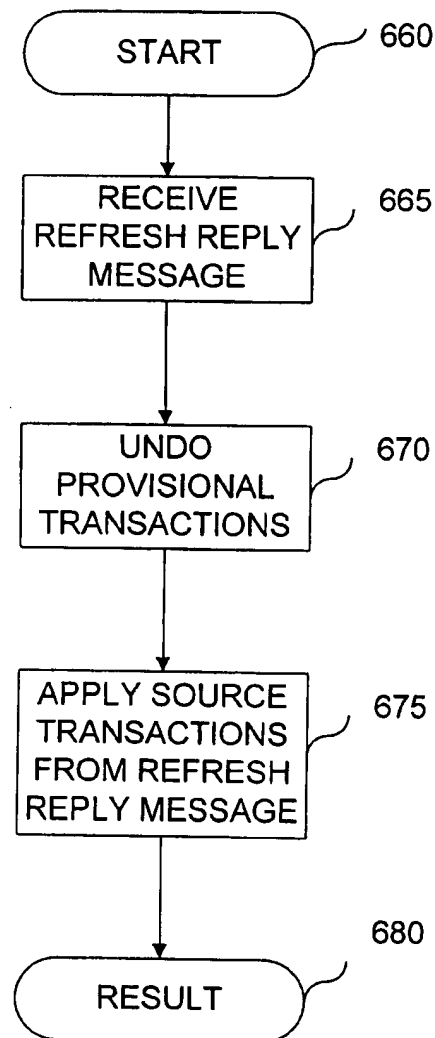 START
660
RECEIVE
REFRESH REPLY
MESSAGE
665
UNDO
PROVISIONAL
TRANSACTIONS
670
APPLY SOURCE
TRANSACTIONS
FROM REFRESH
REPLY MESSAGE
675
RESULT
680